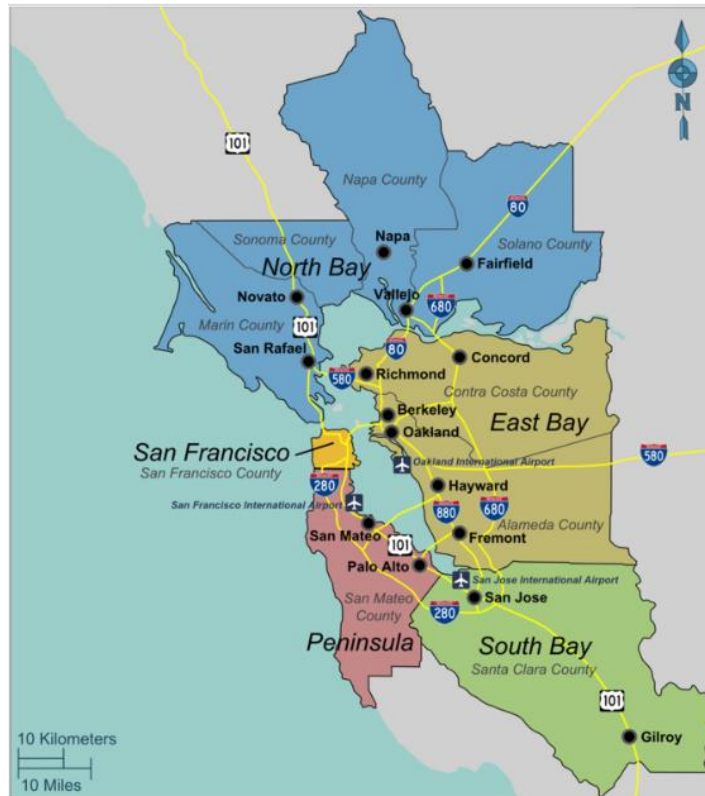 N
101
Napa County
80
Sonoma County
Napa
Solano County
North Bay
Fairfield
Novato
Vallejo
680
Marin County
101
80
San Rafael
580
Richmond
Concord
Contra Costa County
Berkeley
East Bay
Oakland
San Francisco
San Francisco County
Oakland International Airport
580
280
Hayward
San Francisco International Airport
880
680
San Mateo
Alameda County
101
Fremont
Palo Alto
San Jose International Airport
San Mateo
County
280
San Jose
Peninsula
South Bay
Santa Clara County
101
Gilroy
10 Kilometers
10 Miles